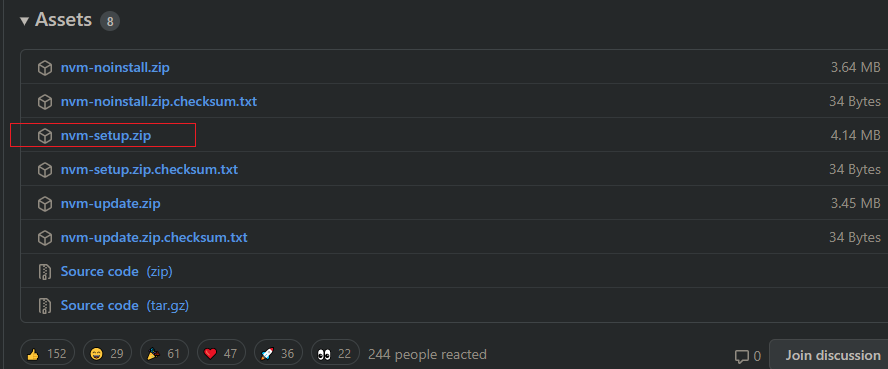 Assets 8
nvm-noinstall.zip 3.64 MB
nvm-noinstall.zip.checksum.txt 34 Bytes
nvm-setup.zip 4.14 MB
nvm-setup.zip.checksum.txt 34 Bytes
nvm-update.zip 3.45 MB
nvm-update.zip.checksum.txt 34 Bytes
Source code (zip)
Source code (tar.gz)
152 29 61 47 36 22 244 people reacted 0 Join discussion